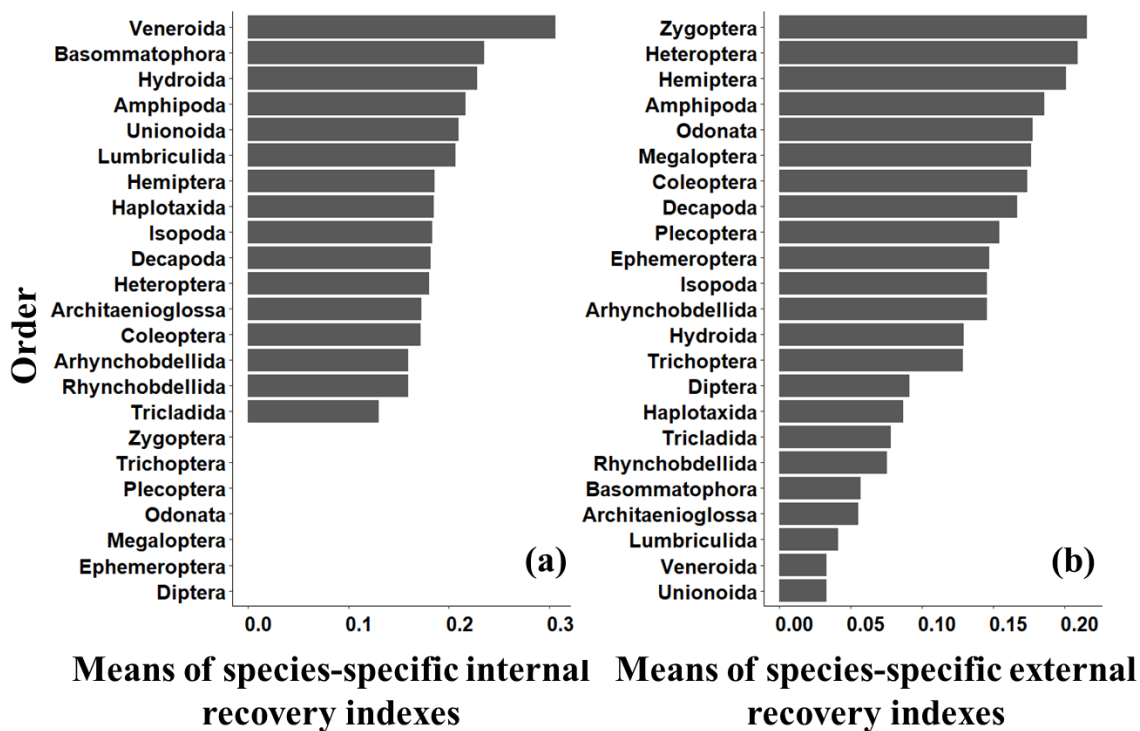 Order
Veneroida
Basommatophora
Hydroida
Amphipoda
Unionoida
Lumbriculida
Hemiptera
Haplotaxida
Isopoda
Decapoda
Heteroptera
Architaenioglossa
Coleoptera
Arhynchobdellida
Rhynchobdellida
Tricladida
Zygoptera
Trichoptera
Plecoptera
Odonata
Megaloptera
Ephemeroptera
Diptera
(a)
0.0 0.1 0.2 0.3
Means of species-specific internal
recovery indexes
Zygoptera
Heteroptera
Hemiptera
Amphipoda
Odonata
Megaloptera
Coleoptera
Decapoda
Plecoptera
Ephemeroptera
Isopoda
Arhynchobdellida
Hydroida
Trichoptera
Diptera
Haplotaxida
Tricladida
Rhynchobdellida
Basommatophora
Architaenioglossa
Lumbriculida
Veneroida
Unionoida
(b)
0.00 0.05 0.10 0.15 0.20
Means of species-specific external
recovery indexes